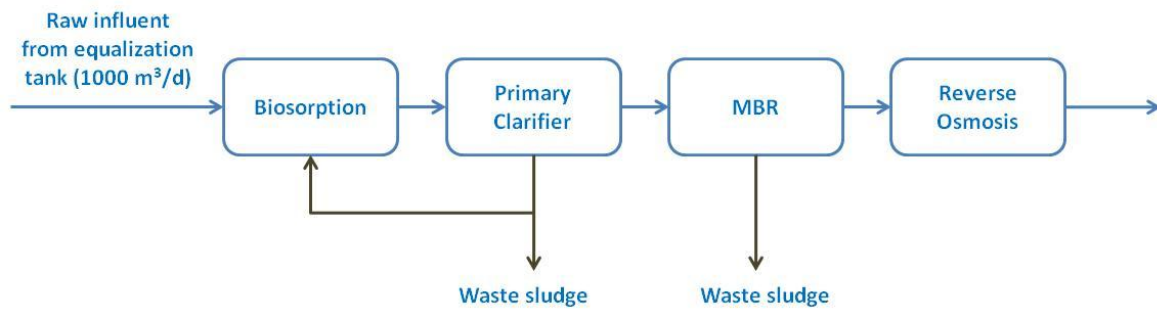 Raw influent
from equalization
tank (1000 m³/d)
Biosorption
Primary
Clarifier
MBR
Reverse
Osmosis
Waste sludge
Waste sludge